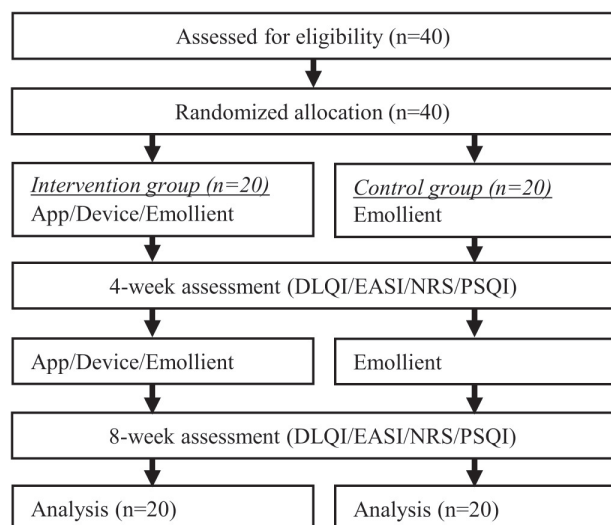 Assessed for eligibility (n=40)
Randomized allocation (n=40)
Intervention group (n=20)
App/Device/Emollient
Control group (n=20)
Emollient
4-week assessment (DLQI/EASI/NRS/PSQI)
App/Device/Emollient
Emollient
8-week assessment (DLQI/EASI/NRS/PSQI)
Analysis (n=20)
Analysis (n=20)